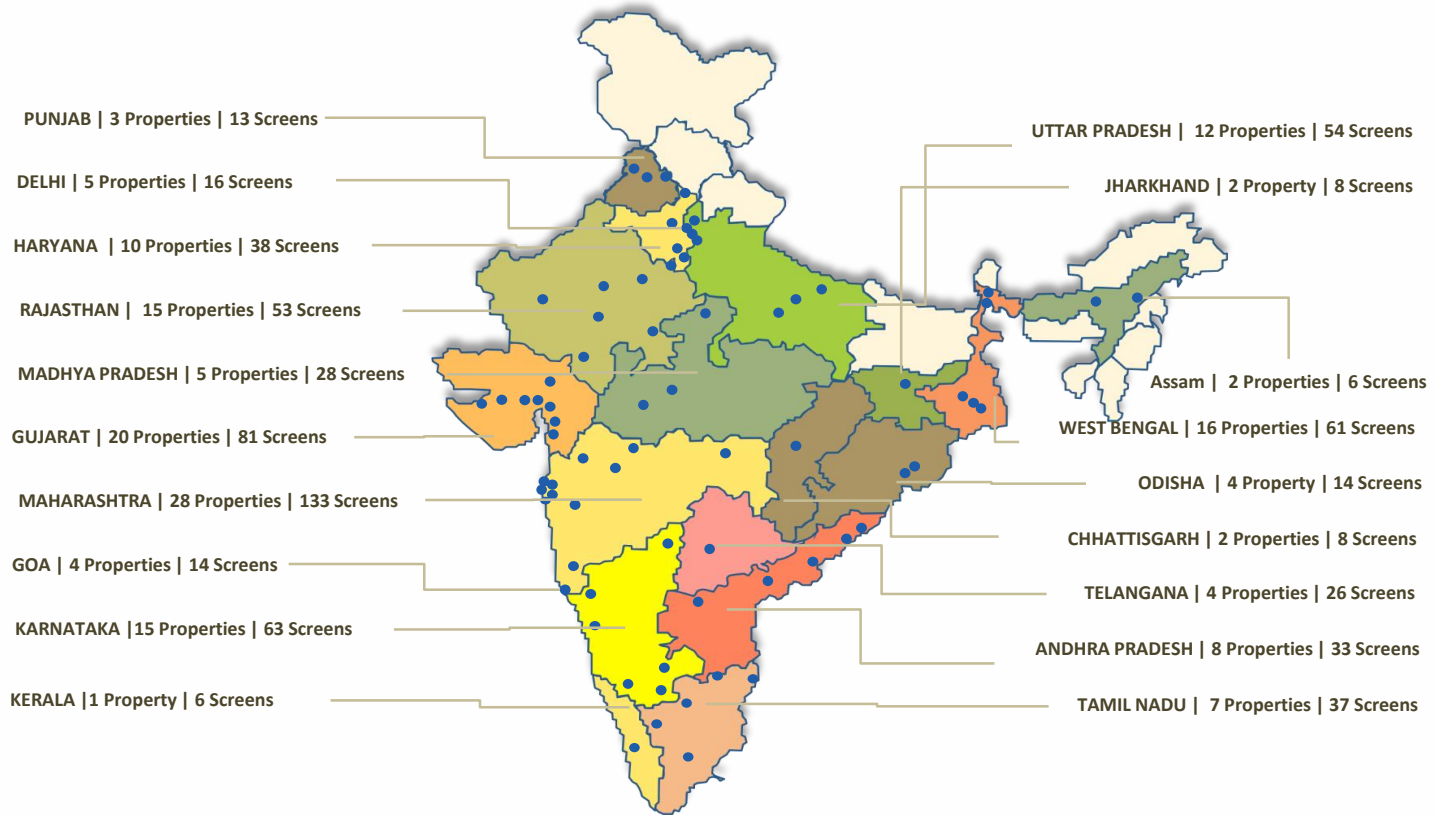 PUNJAB | 3 Properties | 13 Screens
DELHI | 5 Properties | 16 Screens
HARYANA | 10 Properties | 38 Screens
RAJASTHAN | 15 Properties | 53 Screens
MADHYA PRADESH | 5 Properties | 28 Screens
GUJARAT | 20 Properties | 81 Screens
MAHARASHTRA | 28 Properties | 133 Screens
GOA | 4 Properties | 14 Screens
KARNATAKA |15 Properties | 63 Screens
KERALA |1 Property | 6 Screens
UTTAR PRADESH | 12 Properties | 54 Screens
JHARKHAND | 2 Property | 8 Screens
Assam | 2 Properties | 6 Screens
WEST BENGAL | 16 Properties | 61 Screens
ODISHA | 4 Property | 14 Screens
CHHATTISGARH | 2 Properties | 8 Screens
TELANGANA | 4 Properties | 26 Screens
ANDHRA PRADESH | 8 Properties | 33 Screens
TAMIL NADU | 7 Properties | 37 Screens